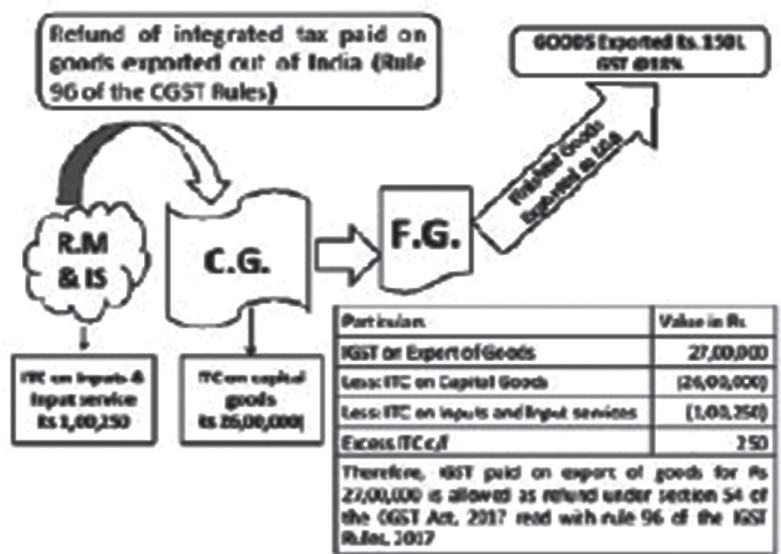 Refund of integrated tax paid on
goods exported out of India (Rule
96 of the CGST Rules)
GOODS Exported Rs. 150 L
GST @18%
Finished Goods
Exported to
R.M
& IS
C.G.
F.G.
ITC on Inputs &
Input service
Rs 1,00,250
ITC on capital
goods
Rs 26,00,000
Particulars Value in Rs
IGST on Export of Goods 27,00,000
Less: ITC on Capital Goods (26,00,000)
Less: ITC on Inputs and Input services (1,00,250)
Excess ITC c/f 250
Therefore, IGST paid on export of goods for Rs
27,00,000 is allowed as refund under section 54 of
the CGST Act, 2017 read with rule 96 of the IGST
Rules, 2017